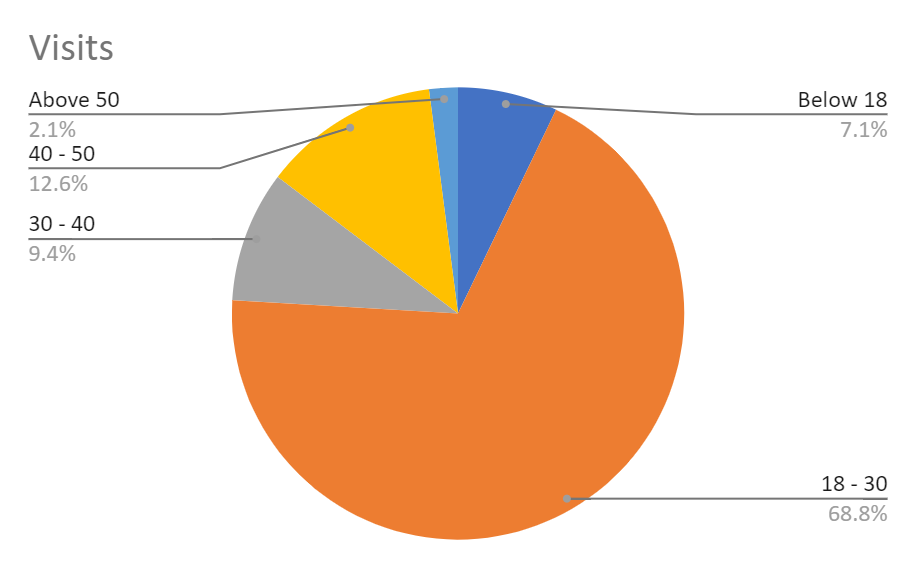 Visits
Above 50
2.1%
40 - 50
12.6%
30 - 40
9.4%
Below 18
7.1%
18 - 30
68.8%